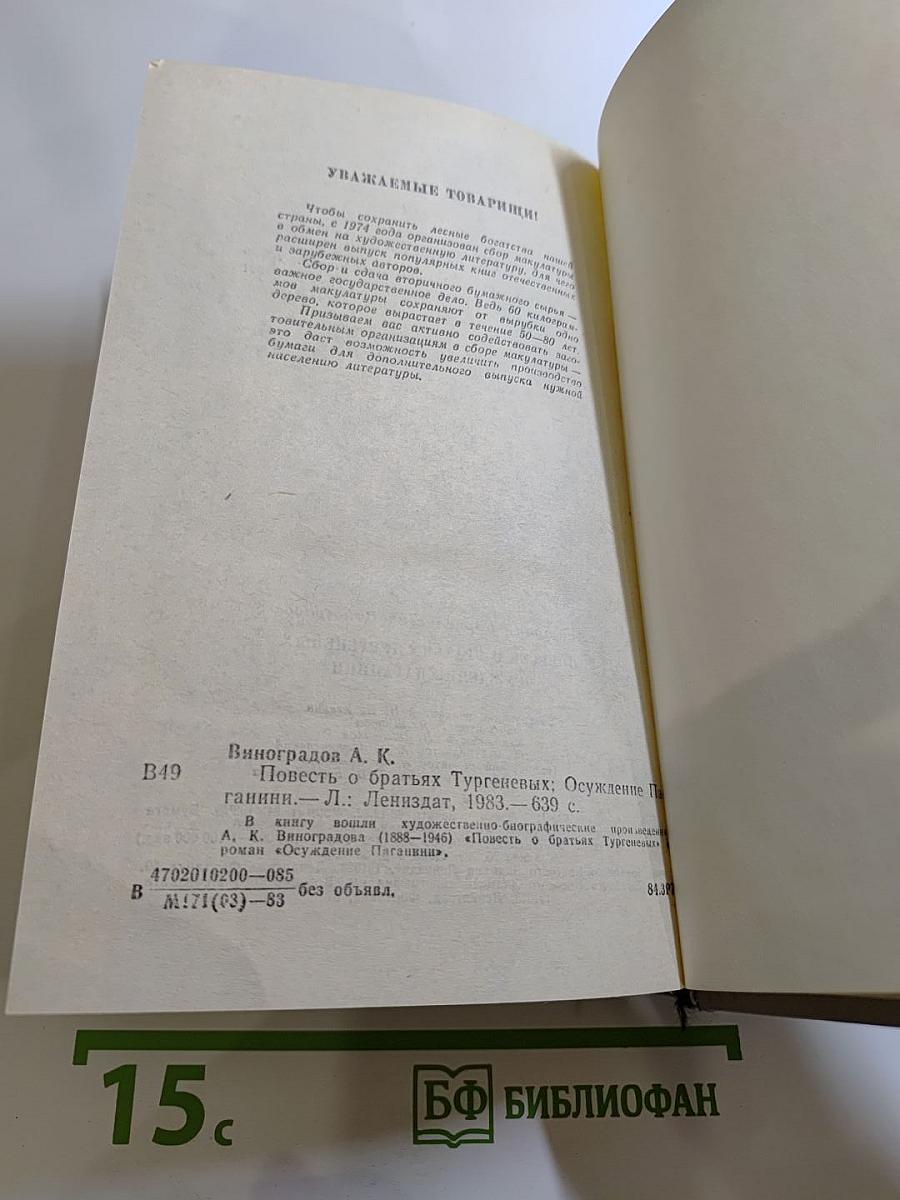 УВАЖАЕМЫЕ ТОВАРИЩИ!
Чтобы сохранить лесные богатства нашей
страны, с 1974 года организован сбор макулатуры
в обмен на художественную литературу, для чего
расширен выпуск популярных книг отечественных
и зарубежных авторов.
Сбор и сдача вторичного бумажного сырья —
важное государственное дело. Ведь 60 килограм-
мов макулатуры сохраняют от вырубки одно
дерево, которое вырастает в течение 50—80 лет.
Призываем вас активно содействовать заго-
товительным организациям в сборе макулатуры —
это даст возможность увеличить производство
бумаги для дополнительного выпуска нужной
населению литературы.
Виноградов А. К.
В49 Повесть о братьях Тургеневых; Осуждение Па
ганини.— Л.: Лениздат, 1983.— 639 с.
В книгу вошли художественно-биографические произведени
А. К. Виноградова (1888—1946) «Повесть о братьях Тургеневых»
роман «Осуждение Паганини».
4702010200—085
В без объявл. 84.3Р7
М171(03)—83
15 с
БФ БИБЛИОФАН